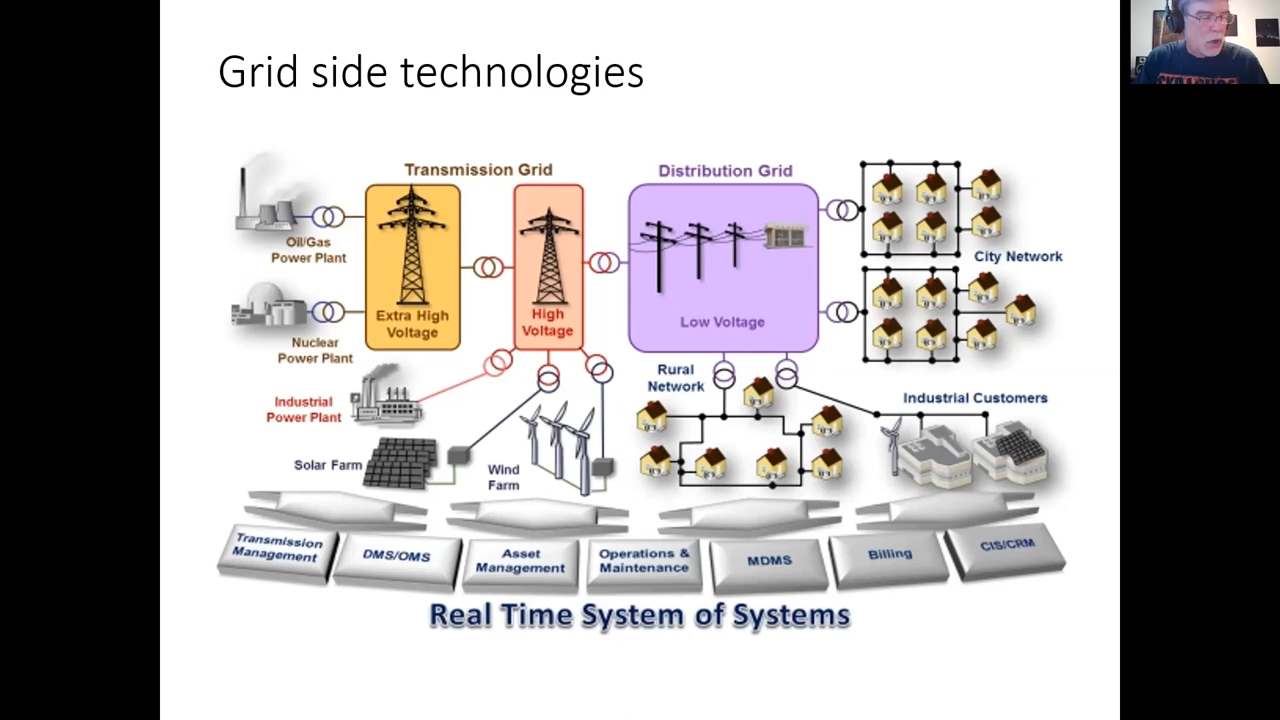 Grid side technologies
Transmission Grid
Distribution Grid
Oil/Gas
Power Plant
Extra High
Voltage
High
Voltage
Low Voltage
City Network
Nuclear
Power Plant
Industrial
Power Plant
Rural
Network
Industrial Customers
Solar Farm
Wind
Farm
Transmission
Management
DMS/OMS
Asset
Management
Operations &
Maintenance
MDMS
Billing
CIS/CRM
Real Time System of Systems